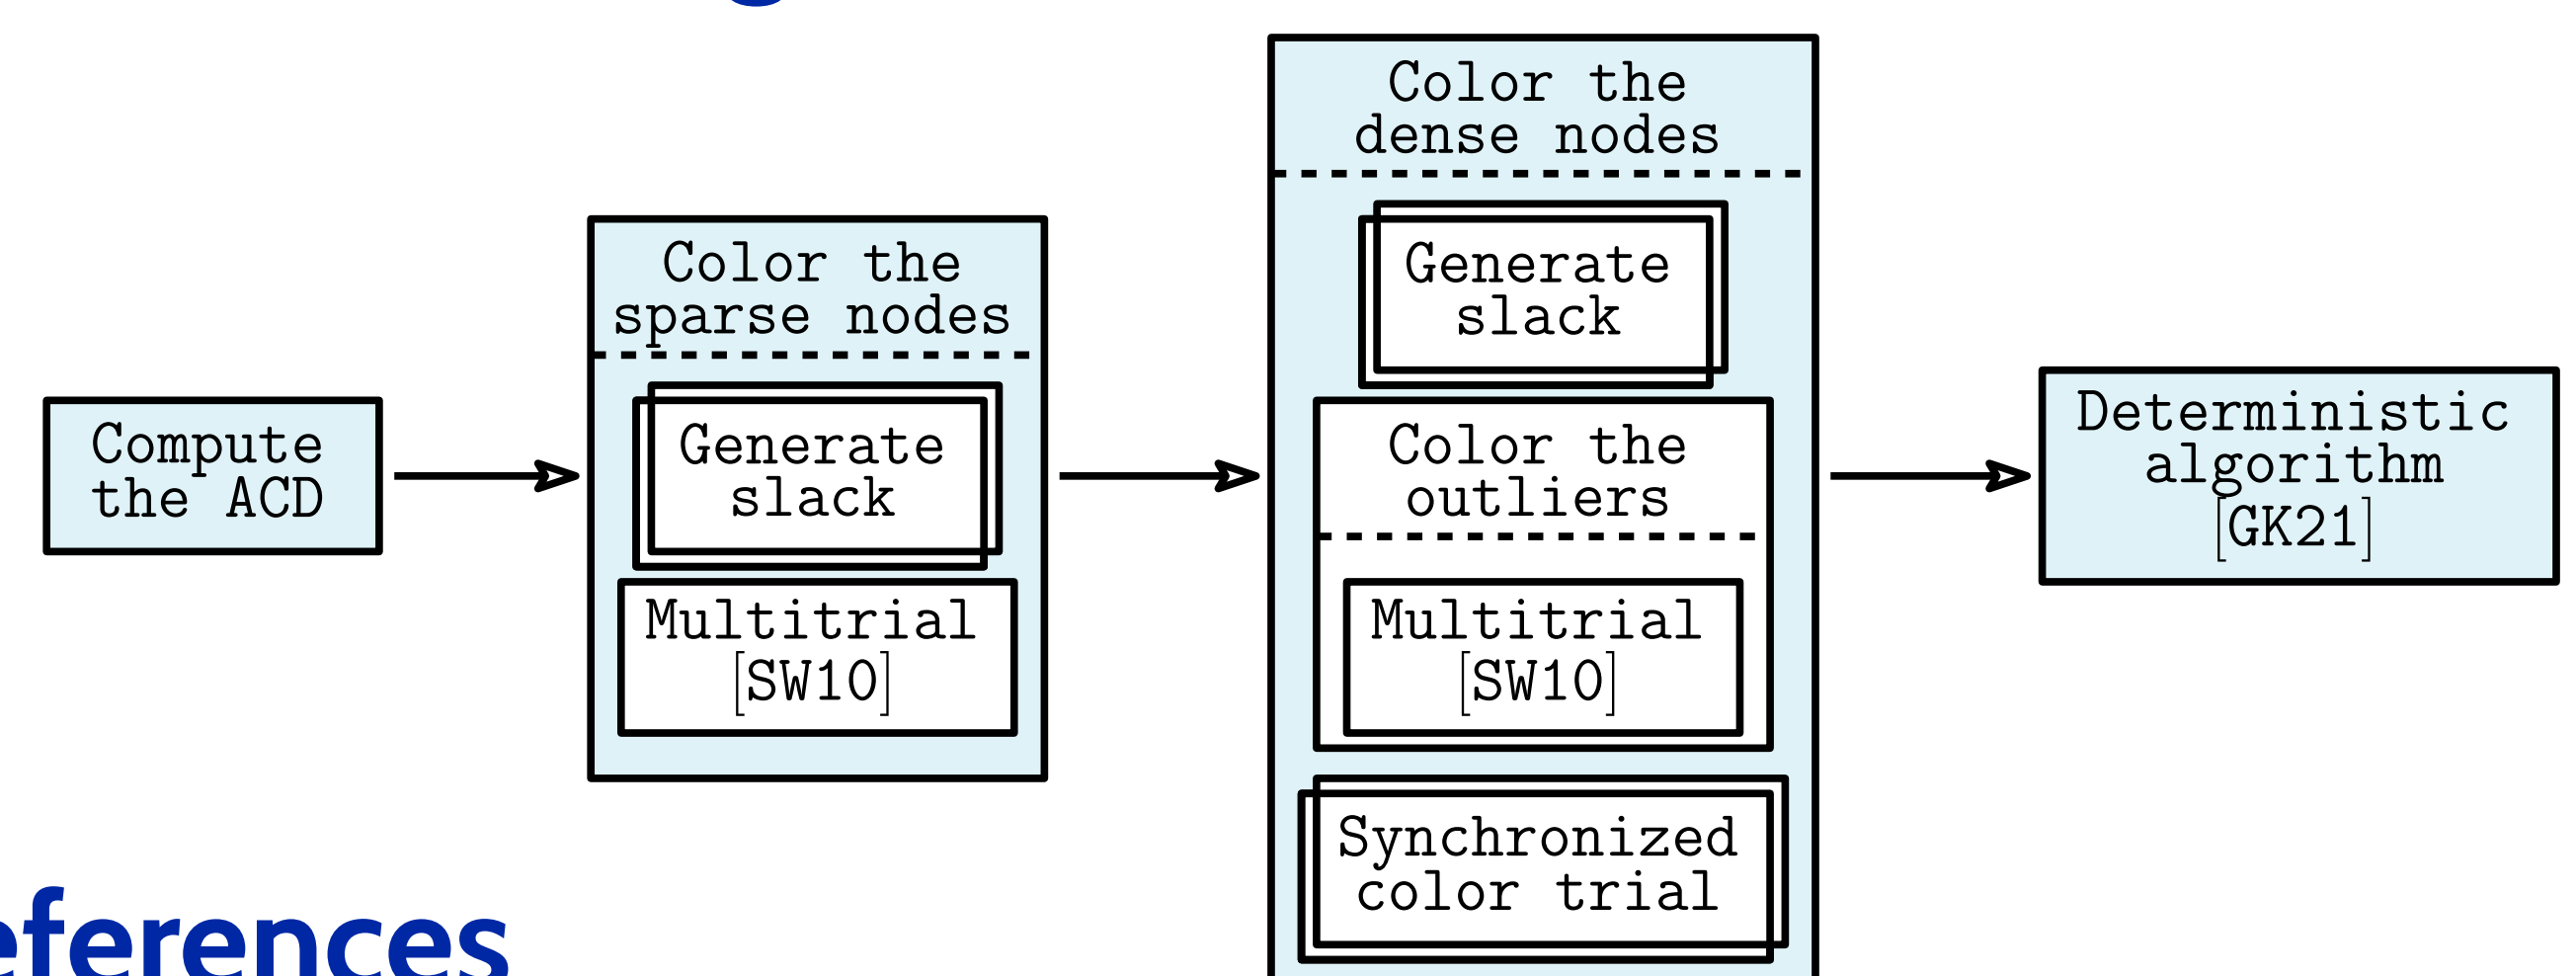 Compute
the ACD
Color the
sparse nodes
Generate
slack
Multitrial
[SW10]
Color the
dense nodes
Generate
slack
Color the
outliers
Multitrial
[SW10]
Synchronized
color trial
Deterministic
algorithm
[GK21]
eferences